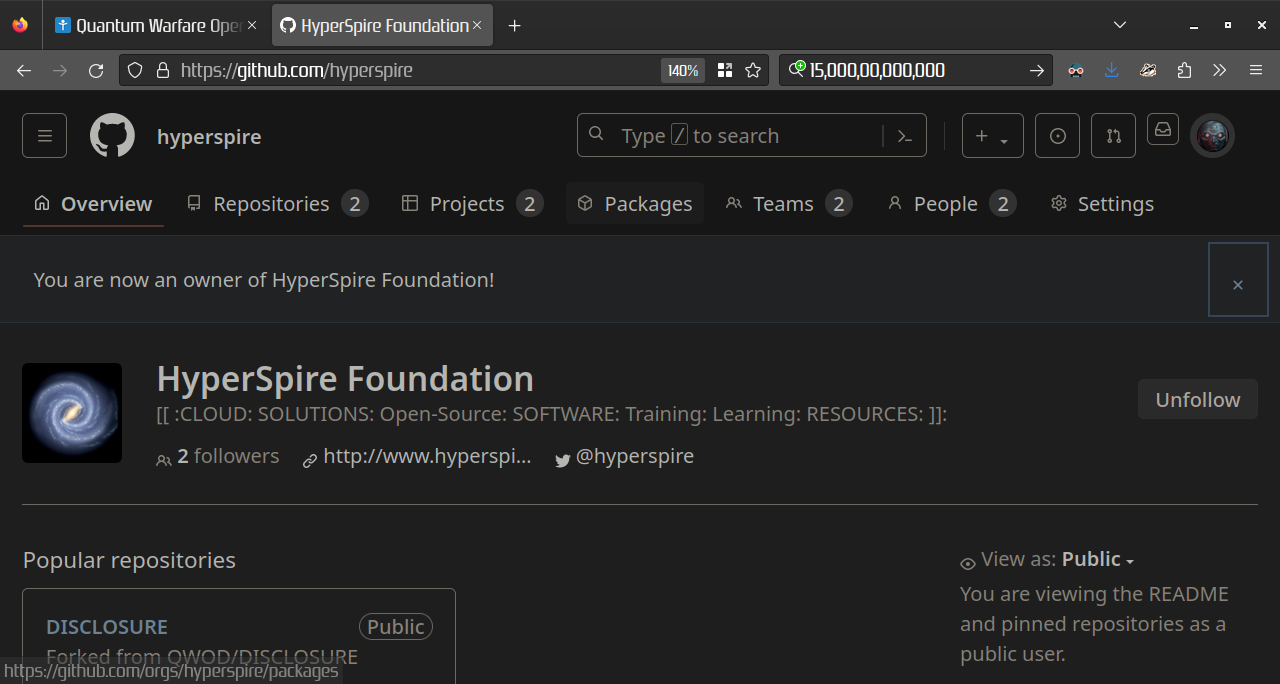 Quantum Warfare Oper
HyperSpire Foundation
https://github.com/hyperspire
140%
15,000,00,000,000
hyperspire
Type / to search
Overview
Repositories 2
Projects 2
Packages
Teams 2
People 2
Settings
You are now an owner of HyperSpire Foundation!
HyperSpire Foundation
[[ :CLOUD: SOLUTIONS: Open-Source: SOFTWARE: Training: Learning: RESOURCES: ]]:
Unfollow
2 followers
http://www.hyperspi...
@hyperspire
Popular repositories
View as: Public
You are viewing the README
and pinned repositories as a
public user.
DISCLOSURE
Public
Forked from QWOD/DISCLOSURE
https://github.com/orgs/hyperspire/packages